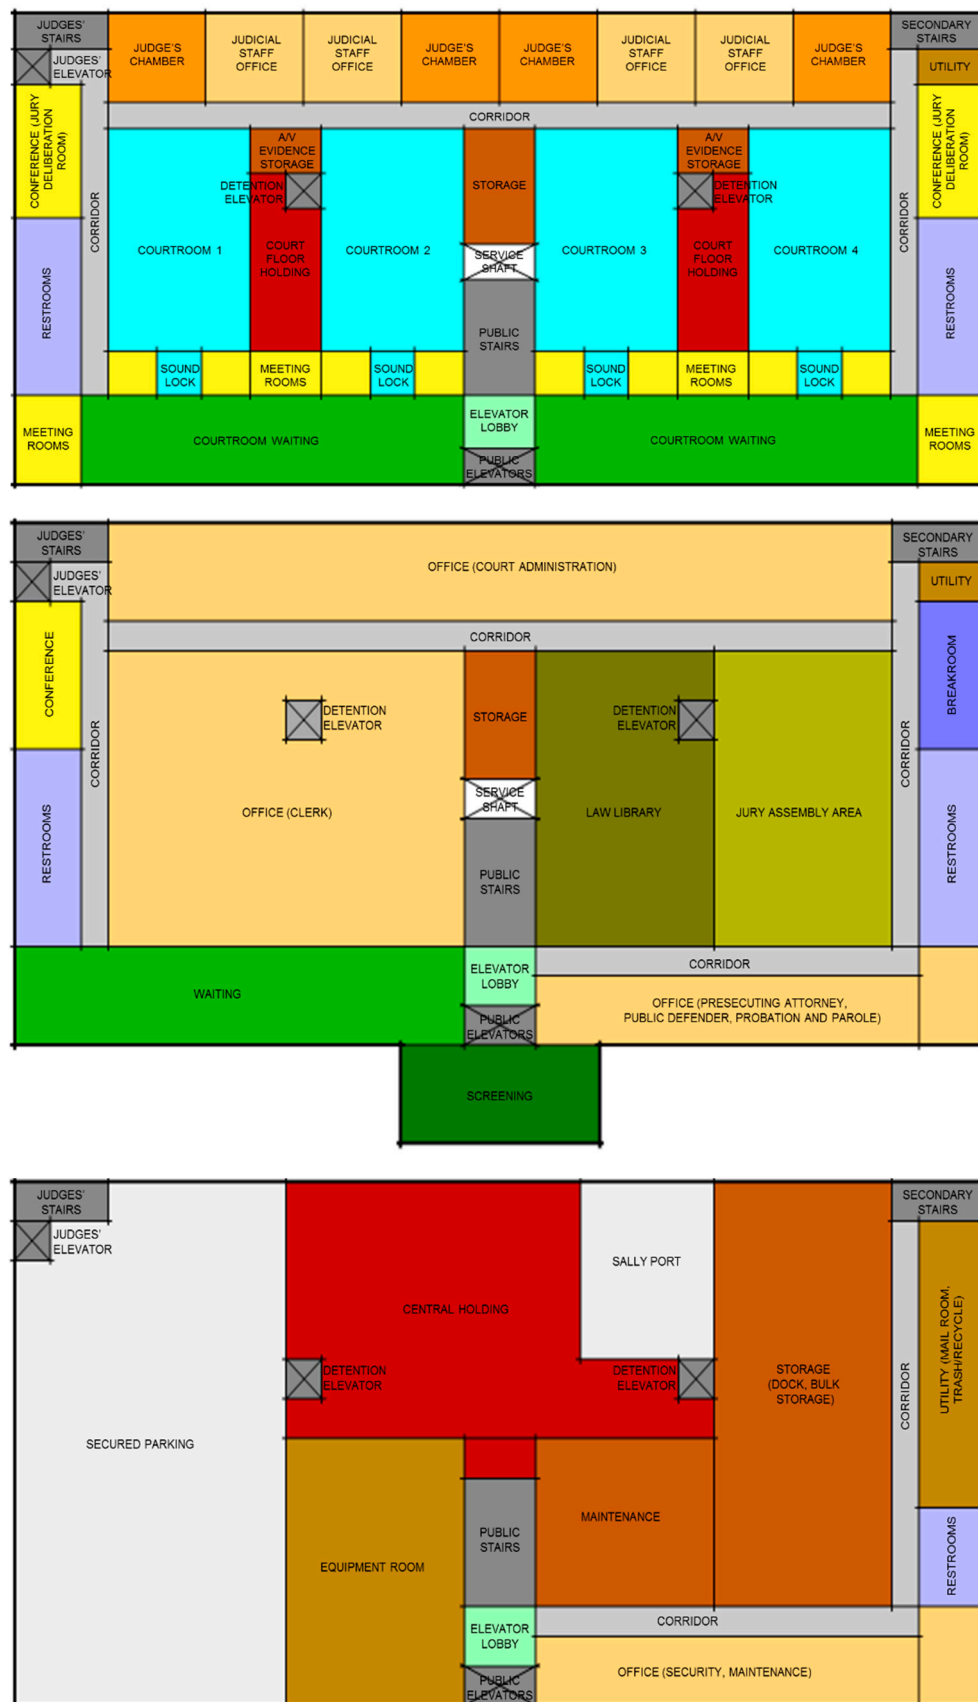 JUDGES'
STAIRS
JUDGE'S
CHAMBER
JUDICIAL
STAFF
OFFICE
JUDICIAL
STAFF
OFFICE
JUDGE'S
CHAMBER
JUDGE'S
CHAMBER
JUDICIAL
STAFF
OFFICE
JUDICIAL
STAFF
OFFICE
JUDGE'S
CHAMBER
SECONDARY
STAIRS
JUDGES'
ELEVATOR
UTILITY
CORRIDOR
CONFERENCE (JURY
DELIBERATION
ROOM)
CORRIDOR
A/V
EVIDENCE
STORAGE
DETENTION
ELEVATOR
STORAGE
A/V
EVIDENCE
STORAGE
DETENTION
ELEVATOR
CORRIDOR
CONFERENCE (JURY
DELIBERATION
ROOM)
COURTROOM 1
COURT
FLOOR
HOLDING
COURTROOM 2
SERVICE
SHAFT
COURTROOM 3
COURT
FLOOR
HOLDING
COURTROOM 4
RESTROOMS
PUBLIC
STAIRS
RESTROOMS
SOUND
LOCK
MEETING
ROOMS
SOUND
LOCK
SOUND
LOCK
MEETING
ROOMS
SOUND
LOCK
MEETING
ROOMS
COURTROOM WAITING
ELEVATOR
LOBBY
PUBLIC
ELEVATORS
COURTROOM WAITING
MEETING
ROOMS
JUDGES'
STAIRS
OFFICE (COURT ADMINISTRATION)
SECONDARY
STAIRS
JUDGES'
ELEVATOR
UTILITY
CORRIDOR
CONFERENCE
CORRIDOR
DETENTION
ELEVATOR
STORAGE
DETENTION
ELEVATOR
CORRIDOR
BREAKROOM
OFFICE (CLERK)
SERVICE
SHAFT
LAW LIBRARY
JURY ASSEMBLY AREA
RESTROOMS
PUBLIC
STAIRS
RESTROOMS
WAITING
ELEVATOR
LOBBY
CORRIDOR
PUBLIC
ELEVATORS
OFFICE (PRESECUTING ATTORNEY,
PUBLIC DEFENDER, PROBATION AND PAROLE)
SCREENING
JUDGES'
STAIRS
SECONDARY
STAIRS
JUDGES'
ELEVATOR
SALLY PORT
CENTRAL HOLDING
DETENTION
ELEVATOR
DETENTION
ELEVATOR
STORAGE
(DOCK, BULK
STORAGE)
CORRIDOR
UTILITY (MAIL ROOM,
TRASH/RECYCLE)
SECURED PARKING
EQUIPMENT ROOM
PUBLIC
STAIRS
MAINTENANCE
RESTROOMS
ELEVATOR
LOBBY
CORRIDOR
PUBLIC
ELEVATORS
OFFICE (SECURITY, MAINTENANCE)